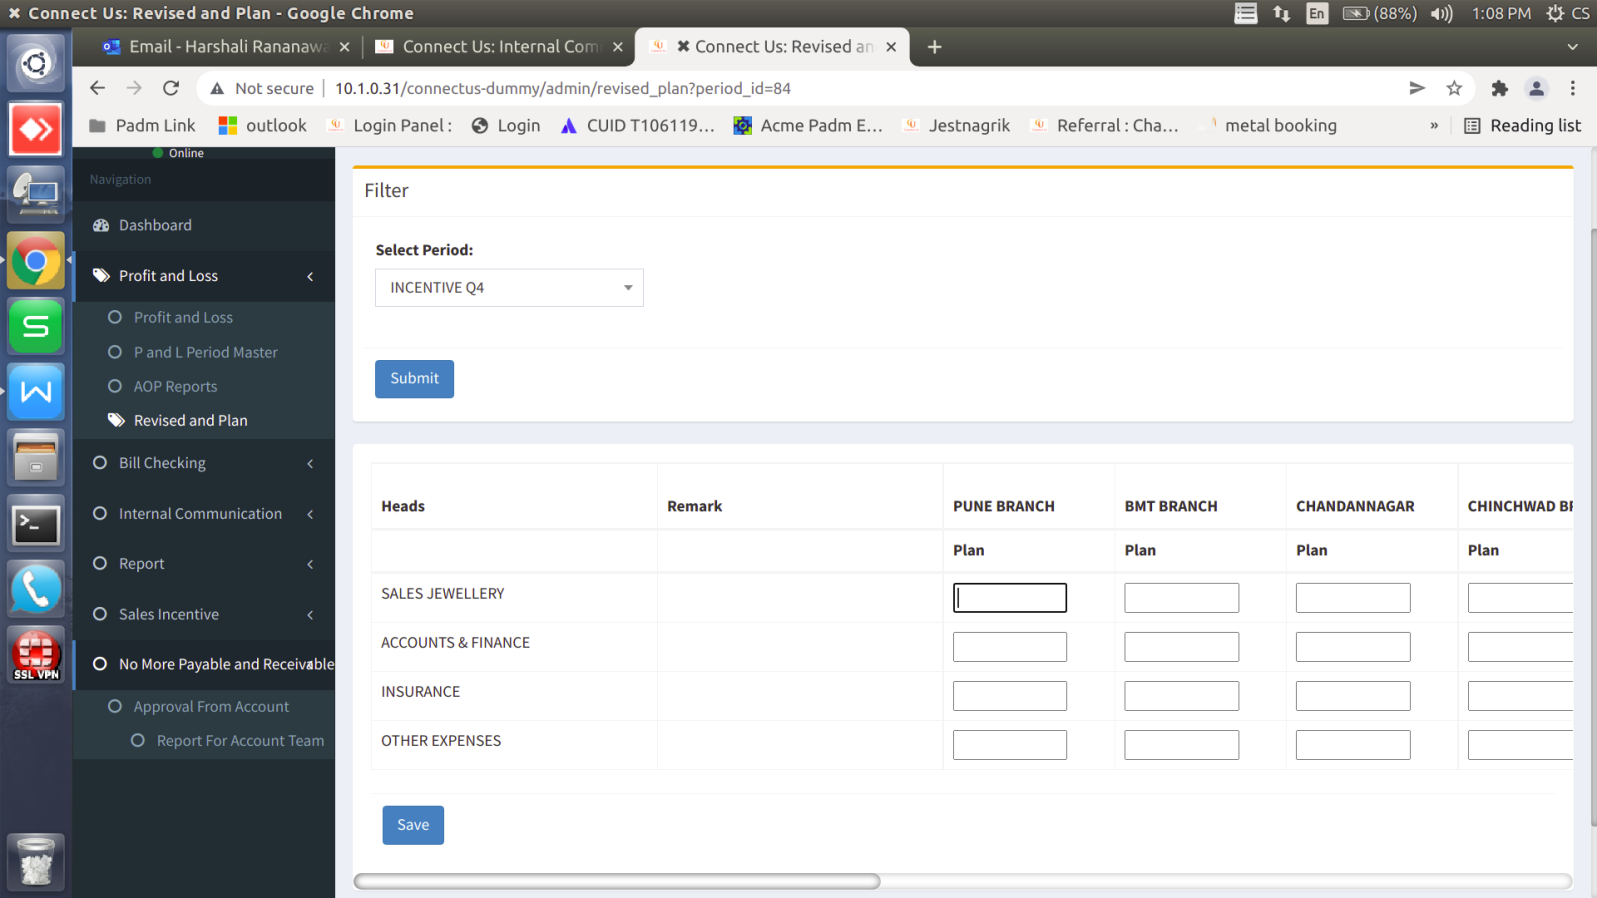 Connect Us: Revised and Plan - Google Chrome
En
(88%)
1:08 PM
CS
Email - Harshali Rananawa
Connect Us: Internal Com
Connect Us: Revised an
Not secure
10.1.0.31/connectus-dummy/admin/revised_plan?period_id=84
Padm Link
outlook
Login Panel :
Login
CUID T106119...
Acme Padm E...
Jestnagrik
Referral : Cha...
metal booking
»
Reading list
Online
Navigation
Dashboard
Profit and Loss
Profit and Loss
P and L Period Master
AOP Reports
Revised and Plan
Bill Checking
Internal Communication
Report
Sales Incentive
No More Payable and Receivable
Approval From Account
Report For Account Team
SSL VPN
Filter
Select Period:
INCENTIVE Q4
Submit
Heads Remark PUNE BRANCH BMT BRANCH CHANDANNAGAR CHINCHWAD
Plan Plan Plan Plan
SALES JEWELLERY
ACCOUNTS & FINANCE
INSURANCE
OTHER EXPENSES
Save